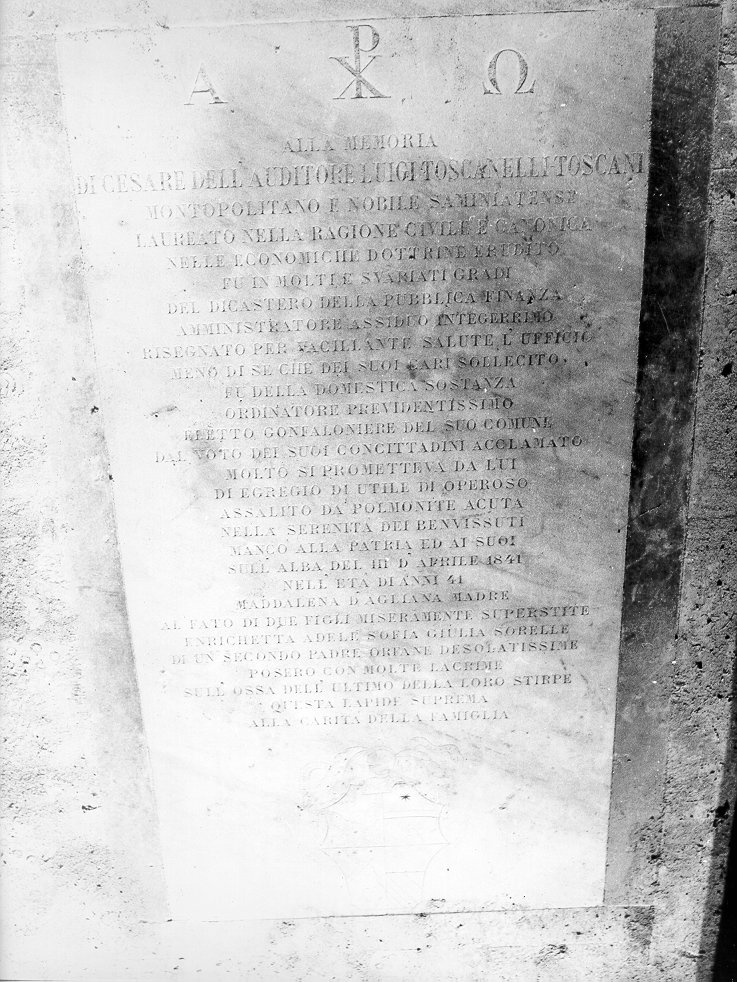 Α ☧ Ω
ALLA MEMORIA
DI CESARE DELL'AUDITORE LUIGI TOSCANELLI-TOSCANI
MONTOPOLITANO E NOBILE SAMINIATENSE
LAUREATO NELLA RAGIONE CIVILE E CANONICA
NELLE ECONOMICHE DOTTRINE ERUDITO
FU IN MOLTI E SVARIATI GRADI
DEL DICASTERO DELLA PUBBLICA FINANZA
AMMINISTRATORE ASSIDUO INTEGERRIMO
RISEGNATO PER VACILLANTE SALUTE L'UFFICIO
MENO DI SE CHE DEI SUOI CARI SOLLECITO
FU DELLA DOMESTICA SOSTANZA
ORDINATORE PREVIDENTISSIMO
ELETTO GONFALONIERE DEL SUO COMUNE
DAL VOTO DEI SUOI CONCITTADINI ACCLAMATO
MOLTO SI PROMETTEVA DA LUI
DI EGREGIO DI UTILE DI OPEROSO
ASSALITO DA POLMONITE ACUTA
NELLA SERENITA DEI BENVISSUTI
MANCO ALLA PATRIA ED AI SUOI
SULL'ALBA DEL III D'APRILE 1841
NELL'ETA DI ANNI 41
MADDALENA D'AGLIANA MADRE
AL FATO DI DUE FIGLI MISERAMENTE SUPERSTITE
ENRICHETTA ADELE SOFIA GIULIA SORELLE
DI UN SECONDO PADRE ORFANE DESOLATISSIME
POSERO CON MOLTE LACRIME
SULL'OSSA DELL'ULTIMO DELLA LORO STIRPE
QUESTA LAPIDE SUPREMA
ALLA CARITA DELLA FAMIGLIA